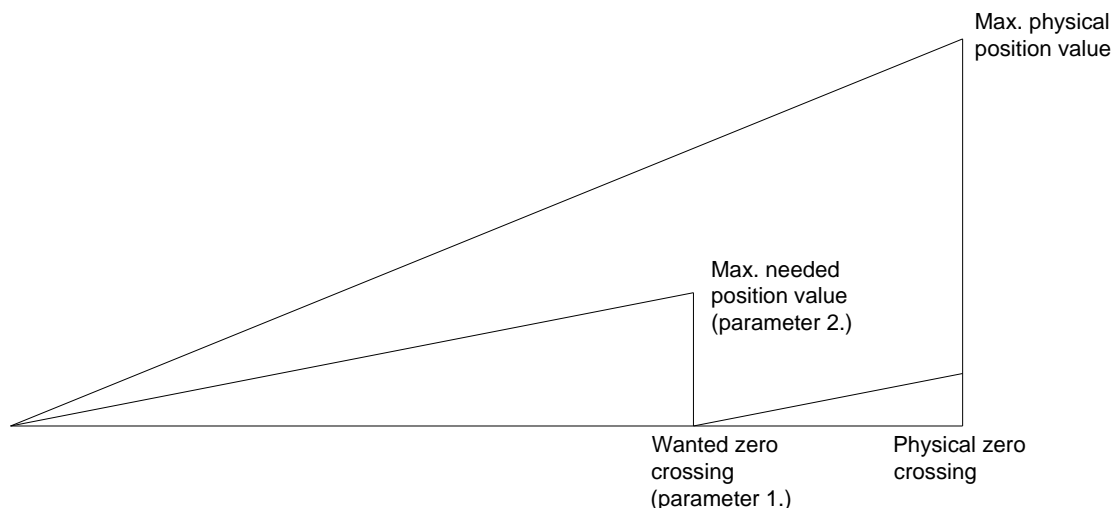 Max. physical
position value
Max. needed
position value
(parameter 2.)
Wanted zero
crossing
(parameter 1.)
Physical zero
crossing